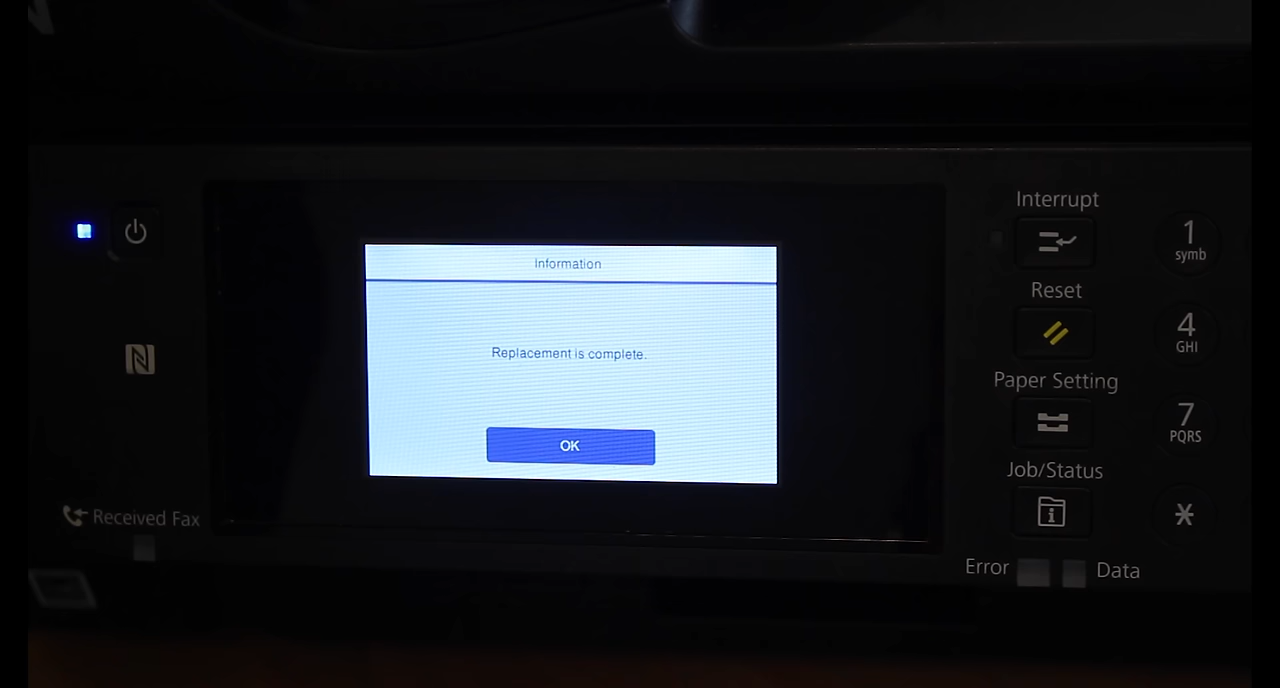 Information
Replacement is complete.
OK
Received Fax
Interrupt
Reset
Paper Setting
Job/Status
Error
Data
1
symb
4
GHI
7
PQRS
*